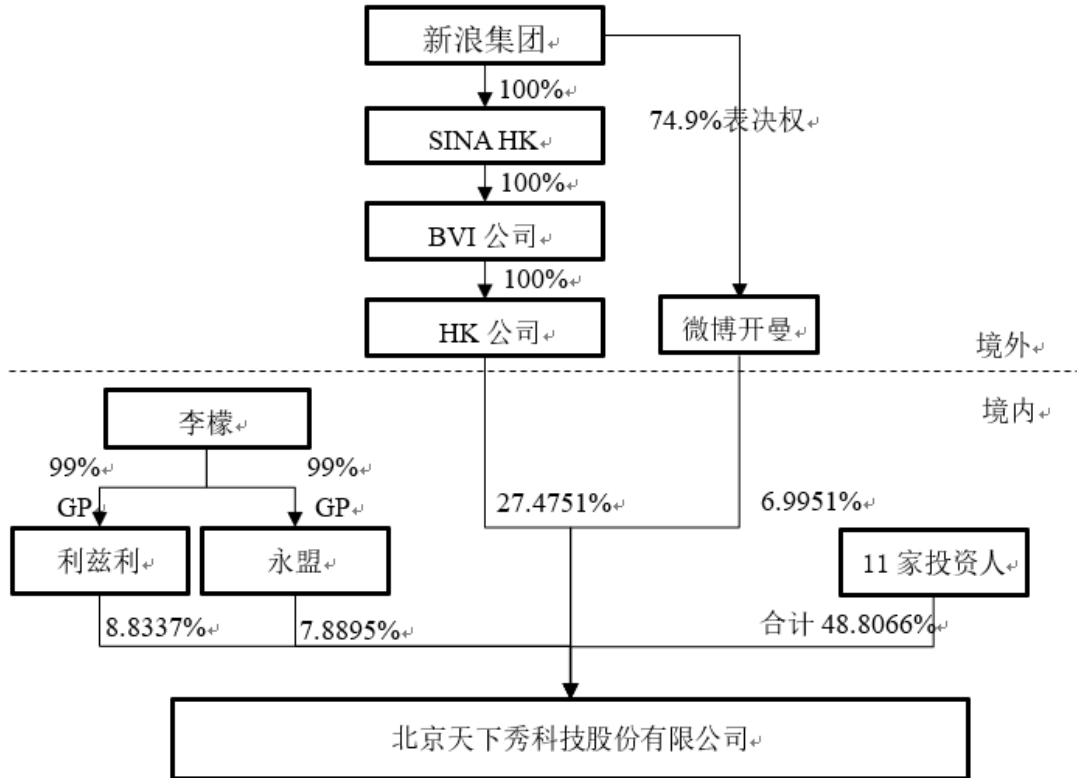 新浪集团
100%
74.9%表决权
SINA HK
100%
BVI 公司
100%
HK 公司
微博开曼
境外
境内
李檬
99%
99%
GP
GP
27.4751%
6.9951%
利兹利
永盟
11 家投资人
8.8337%
7.8895%
合计 48.8066%
北京天下秀科技股份有限公司